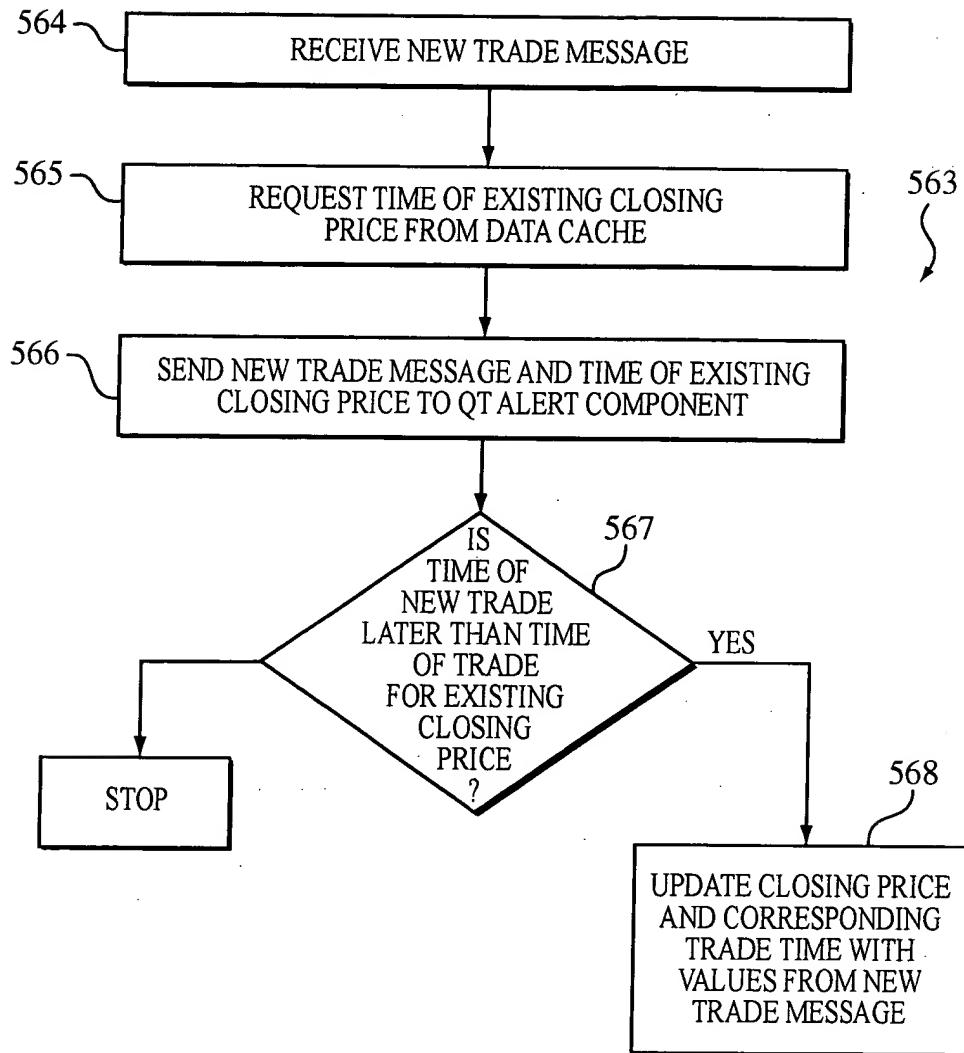 564
RECEIVE NEW TRADE MESSAGE
565
REQUEST TIME OF EXISTING CLOSING
PRICE FROM DATA CACHE
563
566
SEND NEW TRADE MESSAGE AND TIME OF EXISTING
CLOSING PRICE TO QT ALERT COMPONENT
567
IS
TIME OF
NEW TRADE
LATER THAN TIME
OF TRADE
FOR EXISTING
CLOSING
PRICE
?
YES
STOP
568
UPDATE CLOSING PRICE
AND CORRESPONDING
TRADE TIME WITH
VALUES FROM NEW
TRADE MESSAGE